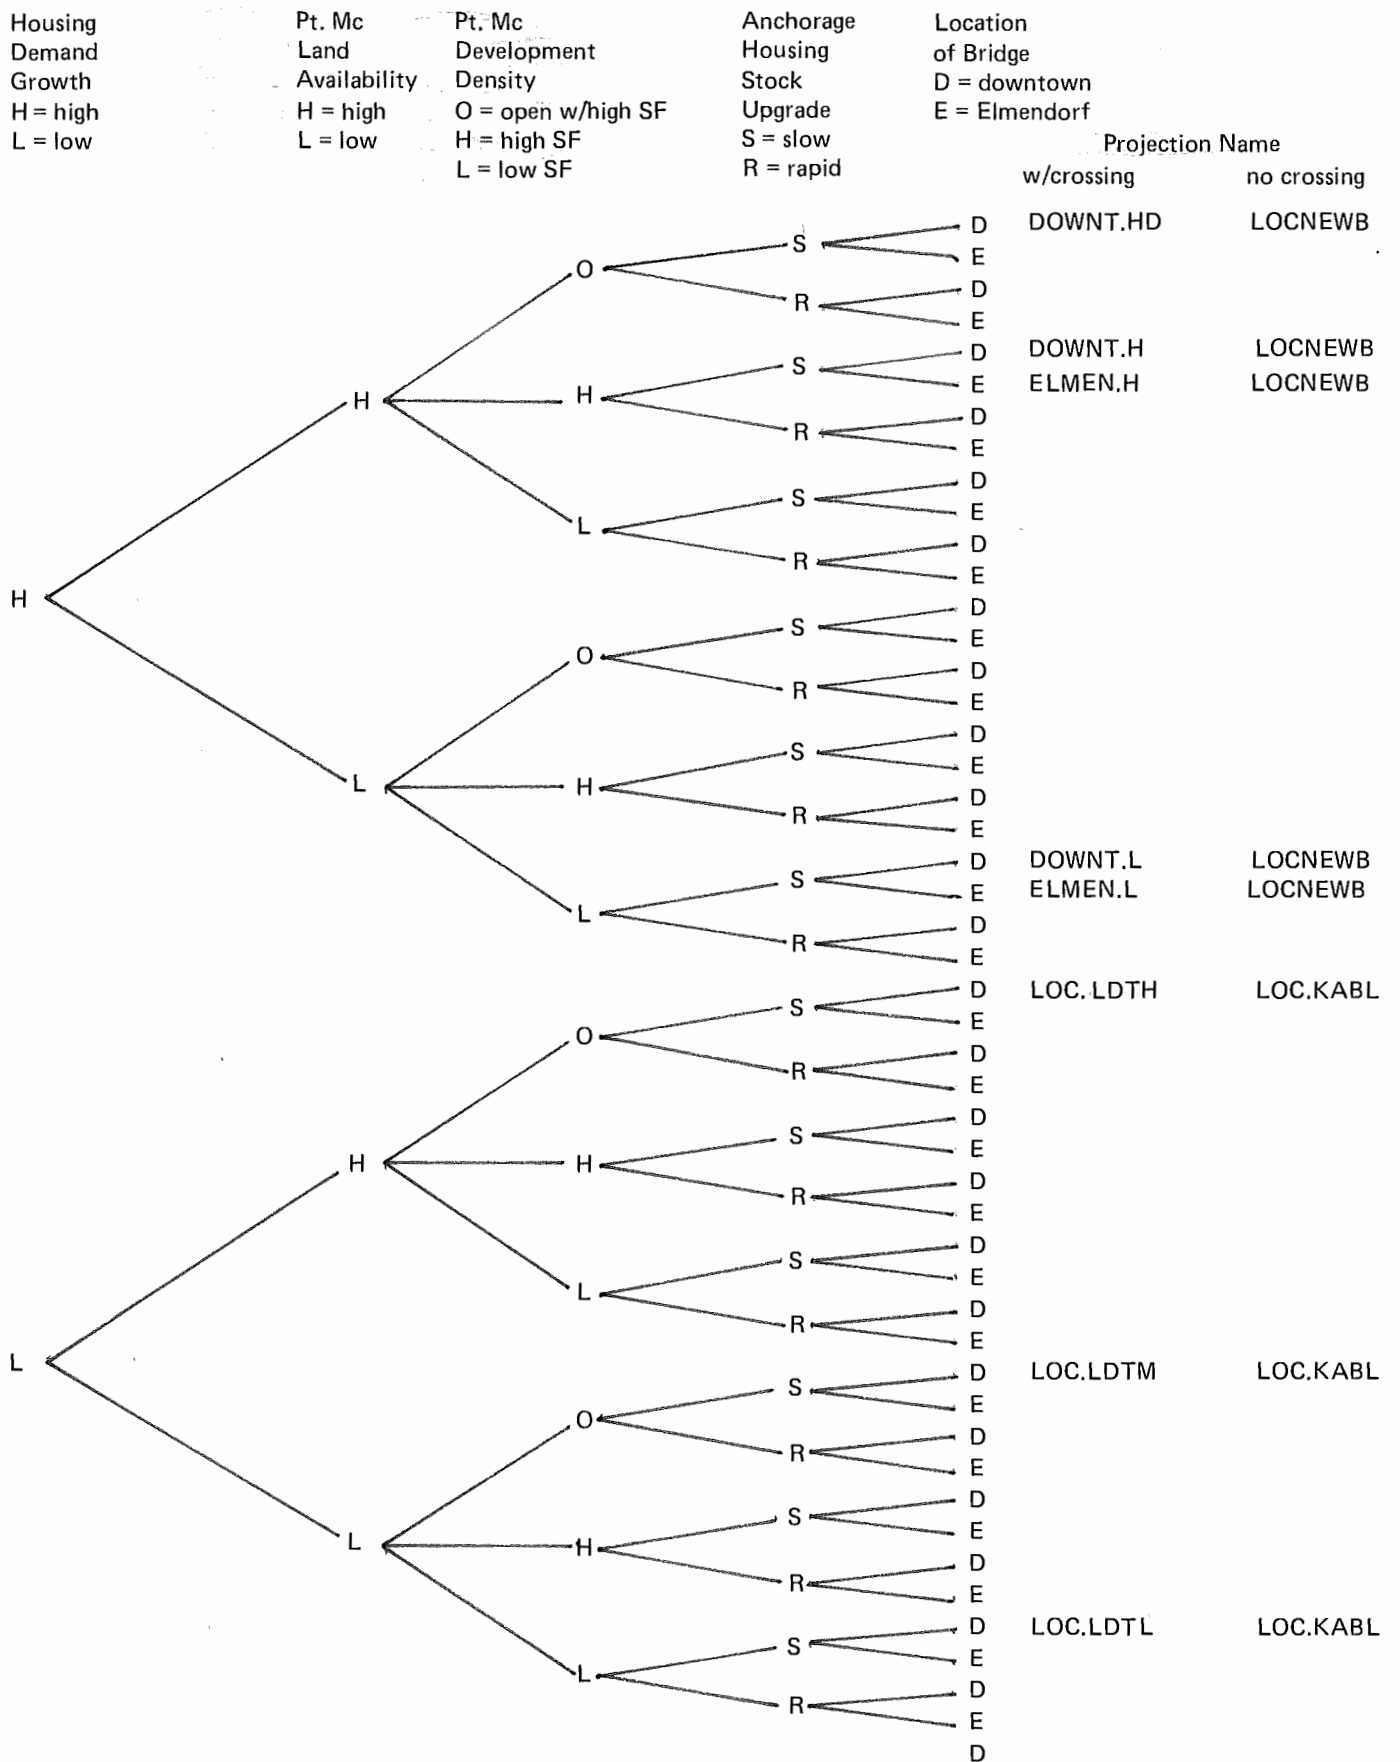 Housing Demand Growth
H = high
L = low
Pt. Mc Land Availability
H = high
L = low
Pt. Mc Development Density
O = open w/high SF
H = high SF
L = low SF
Anchorage Housing Stock Upgrade
S = slow
R = rapid
Location of Bridge
D = downtown
E = Elmendorf
Projection Name
w/crossing no crossing
D DOWNT.HD LOCNEWB
S
E
O
D
R
E
D DOWNT.H LOCNEWB
S
E ELMEN.H LOCNEWB
H H
D
R
E
D
S
E
L
D
R
E
H
D
S
E
O
D
R
E
D
S
E
L H
D
R
E
D DOWNT.L LOCNEWB
S
E ELMEN.L LOCNEWB
L
D
R
E
D LOC.LDTH LOC.KABL
S
E
O
D
R
E
D
S
E
H H
D
R
E
D
S
E
L
D
R
E
L
D LOC.LDTM LOC.KABL
S
E
O
D
R
E
D
S
E
L H
D
R
E
D LOC.LDTL LOC.KABL
S
E
L
D
R
E
D